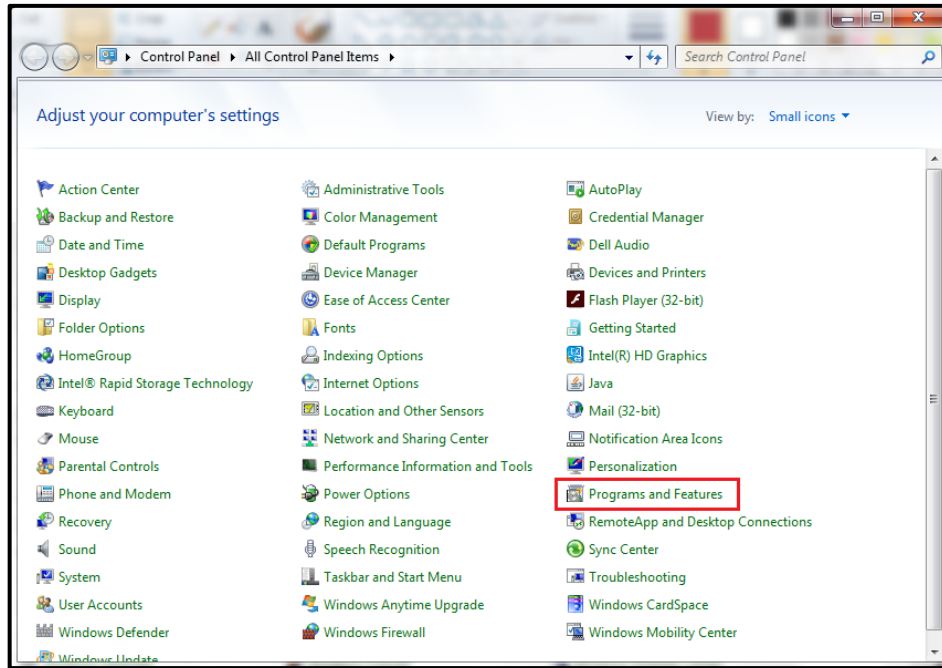 Control Panel ▸ All Control Panel Items ▸ Search Control Panel
Adjust your computer's settings View by: Small icons
Action Center Administrative Tools AutoPlay
Backup and Restore Color Management Credential Manager
Date and Time Default Programs Dell Audio
Desktop Gadgets Device Manager Devices and Printers
Display Ease of Access Center Flash Player (32-bit)
Folder Options Fonts Getting Started
HomeGroup Indexing Options Intel(R) HD Graphics
Intel® Rapid Storage Technology Internet Options Java
Keyboard Location and Other Sensors Mail (32-bit)
Mouse Network and Sharing Center Notification Area Icons
Parental Controls Performance Information and Tools Personalization
Phone and Modem Power Options Programs and Features
Recovery Region and Language RemoteApp and Desktop Connections
Sound Speech Recognition Sync Center
System Taskbar and Start Menu Troubleshooting
User Accounts Windows Anytime Upgrade Windows CardSpace
Windows Defender Windows Firewall Windows Mobility Center
Windows Update